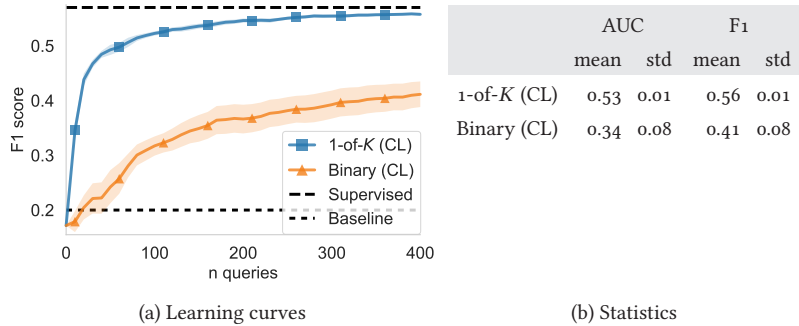 0.5
0.4
0.3
0.2
F1 score
0 100 200 300 400
n queries
1-of-K (CL)
Binary (CL)
Supervised
Baseline
(a) Learning curves
AUC F1
mean std mean std
1-of-K (CL) 0.53 0.01 0.56 0.01
Binary (CL) 0.34 0.08 0.41 0.08
(b) Statistics